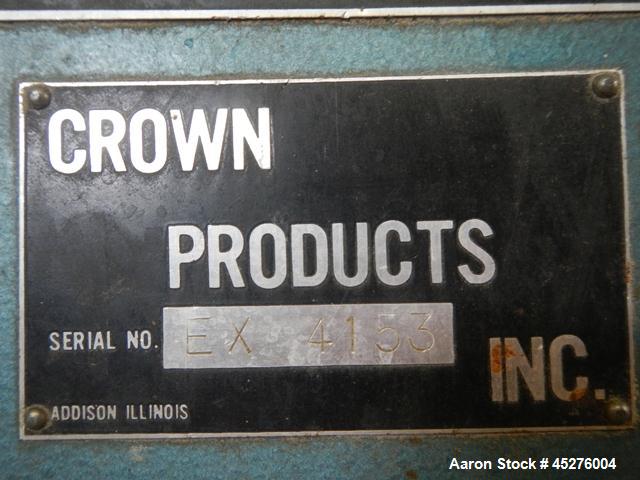 CROWN
PRODUCTS
SERIAL NO. EX 4153
INC.
ADDISON ILLINOIS
Aaron Stock # 45276004